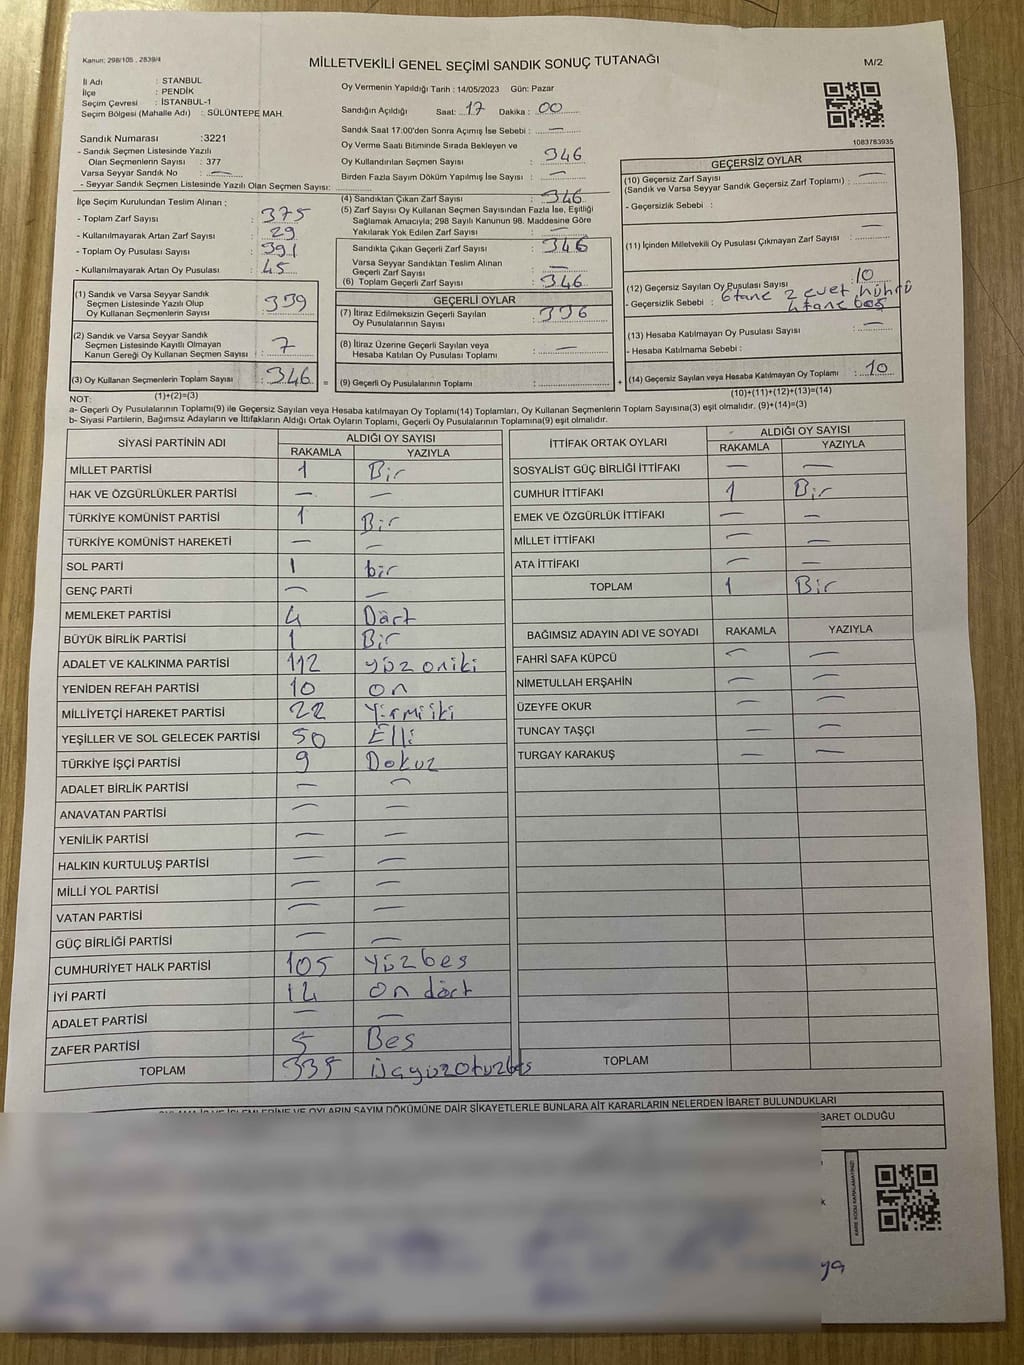 Kanun: 298/105 , 2839/4
MİLLETVEKİLİ GENEL SEÇİMİ SANDIK SONUÇ TUTANAĞI
M/2
İl Adı : STANBUL
İlçe : PENDİK
Seçim Çevresi : İSTANBUL-1
Seçim Bölgesi (Mahalle Adı) : SÜLÜNTEPE MAH.
Sandık Numarası :3221
- Sandık Seçmen Listesinde Yazılı
Olan Seçmenlerin Sayısı : 377
Varsa Seyyar Sandık No —
- Seyyar Sandık Seçmen Listesinde Yazılı Olan Seçmen Sayısı:
Oy Vermenin Yapıldığı Tarih : 14/05/2023 Gün: Pazar
Sandığın Açıldığı Saat: 17 Dakika : 00
Sandık Saat 17:00'den Sonra Açımış İse Sebebi : —
Oy Verme Saati Bitiminde Sırada Bekleyen ve
Oy Kullandırılan Seçmen Sayısı : 346
Birden Fazla Sayım Döküm Yapılmış İse Sayısı : —
1083783935
İlçe Seçim Kurulundan Teslim Alınan ;
- Toplam Zarf Sayısı : 375
- Kullanılmayarak Artan Zarf Sayısı : 29
- Toplam Oy Pusulası Sayısı : 391
- Kullanılmayarak Artan Oy Pusulası : 45
(1) Sandık ve Varsa Seyyar Sandık
Seçmen Listesinde Yazılı Olup
Oy Kullanan Seçmenlerin Sayısı : 339
(2) Sandık ve Varsa Seyyar Sandık
Seçmen Listesinde Kayıtlı Olmayan
Kanun Gereği Oy Kullanan Seçmen Sayısı : 7
(3) Oy Kullanan Seçmenlerin Toplam Sayısı : 346
(1)+(2)=(3)
(4) Sandıktan Çıkan Zarf Sayısı : 346
(5) Zarf Sayısı Oy Kullanan Seçmen Sayısından Fazla İse, Eşitliği
Sağlamak Amacıyla; 298 Sayılı Kanunun 98. Maddesine Göre
Yakılarak Yok Edilen Zarf Sayısı : —
Sandıkta Çıkan Geçerli Zarf Sayısı : 346
Varsa Seyyar Sandıktan Teslim Alınan
Geçerli Zarf Sayısı : —
(6) Toplam Geçerli Zarf Sayısı : 346
GEÇERLİ OYLAR
(7) İtiraz Edilmeksizin Geçerli Sayılan
Oy Pusulalarının Sayısı : 336
(8) İtiraz Üzerine Geçerli Sayılan veya
Hesaba Katılan Oy Pusulası Toplamı : —
= (9) Geçerli Oy Pusulalarının Toplamı : +
GEÇERSİZ OYLAR
(10) Geçersiz Zarf Sayısı
(Sandık ve Varsa Seyyar Sandık Geçersiz Zarf Toplamı) : —
- Geçersizlik Sebebi :
(11) İçinden Milletvekili Oy Pusulası Çıkmayan Zarf Sayısı : —
(12) Geçersiz Sayılan Oy Pusulası Sayısı : 10
- Geçersizlik Sebebi : 6 tane 2 evet mührü
4 tane boş
(13) Hesaba Katılmayan Oy Pusulası Sayısı : —
- Hesaba Katılmama Sebebi :
(14) Geçersiz Sayılan veya Hesaba Katılmayan Oy Toplamı : 10
(10)+(11)+(12)+(13)=(14)
NOT:
a- Geçerli Oy Pusulalarının Toplamı(9) ile Geçersiz Sayılan veya Hesaba katılmayan Oy Toplamı(14) Toplamları, Oy Kullanan Seçmenlerin Toplam Sayısına(3) eşit olmalıdır. (9)+(14)=(3)
b- Siyasi Partilerin, Bağımsız Adayların ve İttifakların Aldığı Ortak Oyların Toplamı, Geçerli Oy Pusulalarının Toplamına(9) eşit olmalıdır.
SİYASİ PARTİNİN ADI ALDIĞI OY SAYISI
RAKAMLA YAZIYLA
MİLLET PARTİSİ 1 Bir
HAK VE ÖZGÜRLÜKLER PARTİSİ — —
TÜRKİYE KOMÜNİST PARTİSİ 1 Bir
TÜRKİYE KOMÜNİST HAREKETİ — —
SOL PARTİ 1 bir
GENÇ PARTİ — —
MEMLEKET PARTİSİ 4 Dört
BÜYÜK BİRLİK PARTİSİ 1 Bir
ADALET VE KALKINMA PARTİSİ 112 yüz oniki
YENİDEN REFAH PARTİSİ 10 on
MİLLİYETÇİ HAREKET PARTİSİ 22 Yirmiiki
YEŞİLLER VE SOL GELECEK PARTİSİ 50 Elli
TÜRKİYE İŞÇİ PARTİSİ 9 Dokuz
ADALET BİRLİK PARTİSİ — —
ANAVATAN PARTİSİ — —
YENİLİK PARTİSİ — —
HALKIN KURTULUŞ PARTİSİ — —
MİLLİ YOL PARTİSİ — —
VATAN PARTİSİ — —
GÜÇ BİRLİĞİ PARTİSİ — —
CUMHURİYET HALK PARTİSİ 105 Yüzbeş
İYİ PARTİ 14 on dört
ADALET PARTİSİ — —
ZAFER PARTİSİ 5 Beş
TOPLAM 335 üçyüzotuzbeş
İTTİFAK ORTAK OYLARI ALDIĞI OY SAYISI
RAKAMLA YAZIYLA
SOSYALİST GÜÇ BİRLİĞİ İTTİFAKI — —
CUMHUR İTTİFAKI 1 Bir
EMEK VE ÖZGÜRLÜK İTTİFAKI — —
MİLLET İTTİFAKI — —
ATA İTTİFAKI — —
TOPLAM 1 Bir
BAĞIMSIZ ADAYIN ADI VE SOYADI RAKAMLA YAZIYLA
FAHRİ SAFA KÜPCÜ — —
NİMETULLAH ERŞAHİN — —
ÜZEYFE OKUR — —
TUNCAY TAŞÇI — —
TURGAY KARAKUŞ — —
TOPLAM
OYLAMA İŞ VE İŞLEMLERİNE VE OYLARIN SAYIM DÖKÜMÜNE DAİR ŞİKAYETLERLE BUNLARA AİT KARARLARIN NELERDEN İBARET BULUNDUKLARI
BARET OLDUĞU